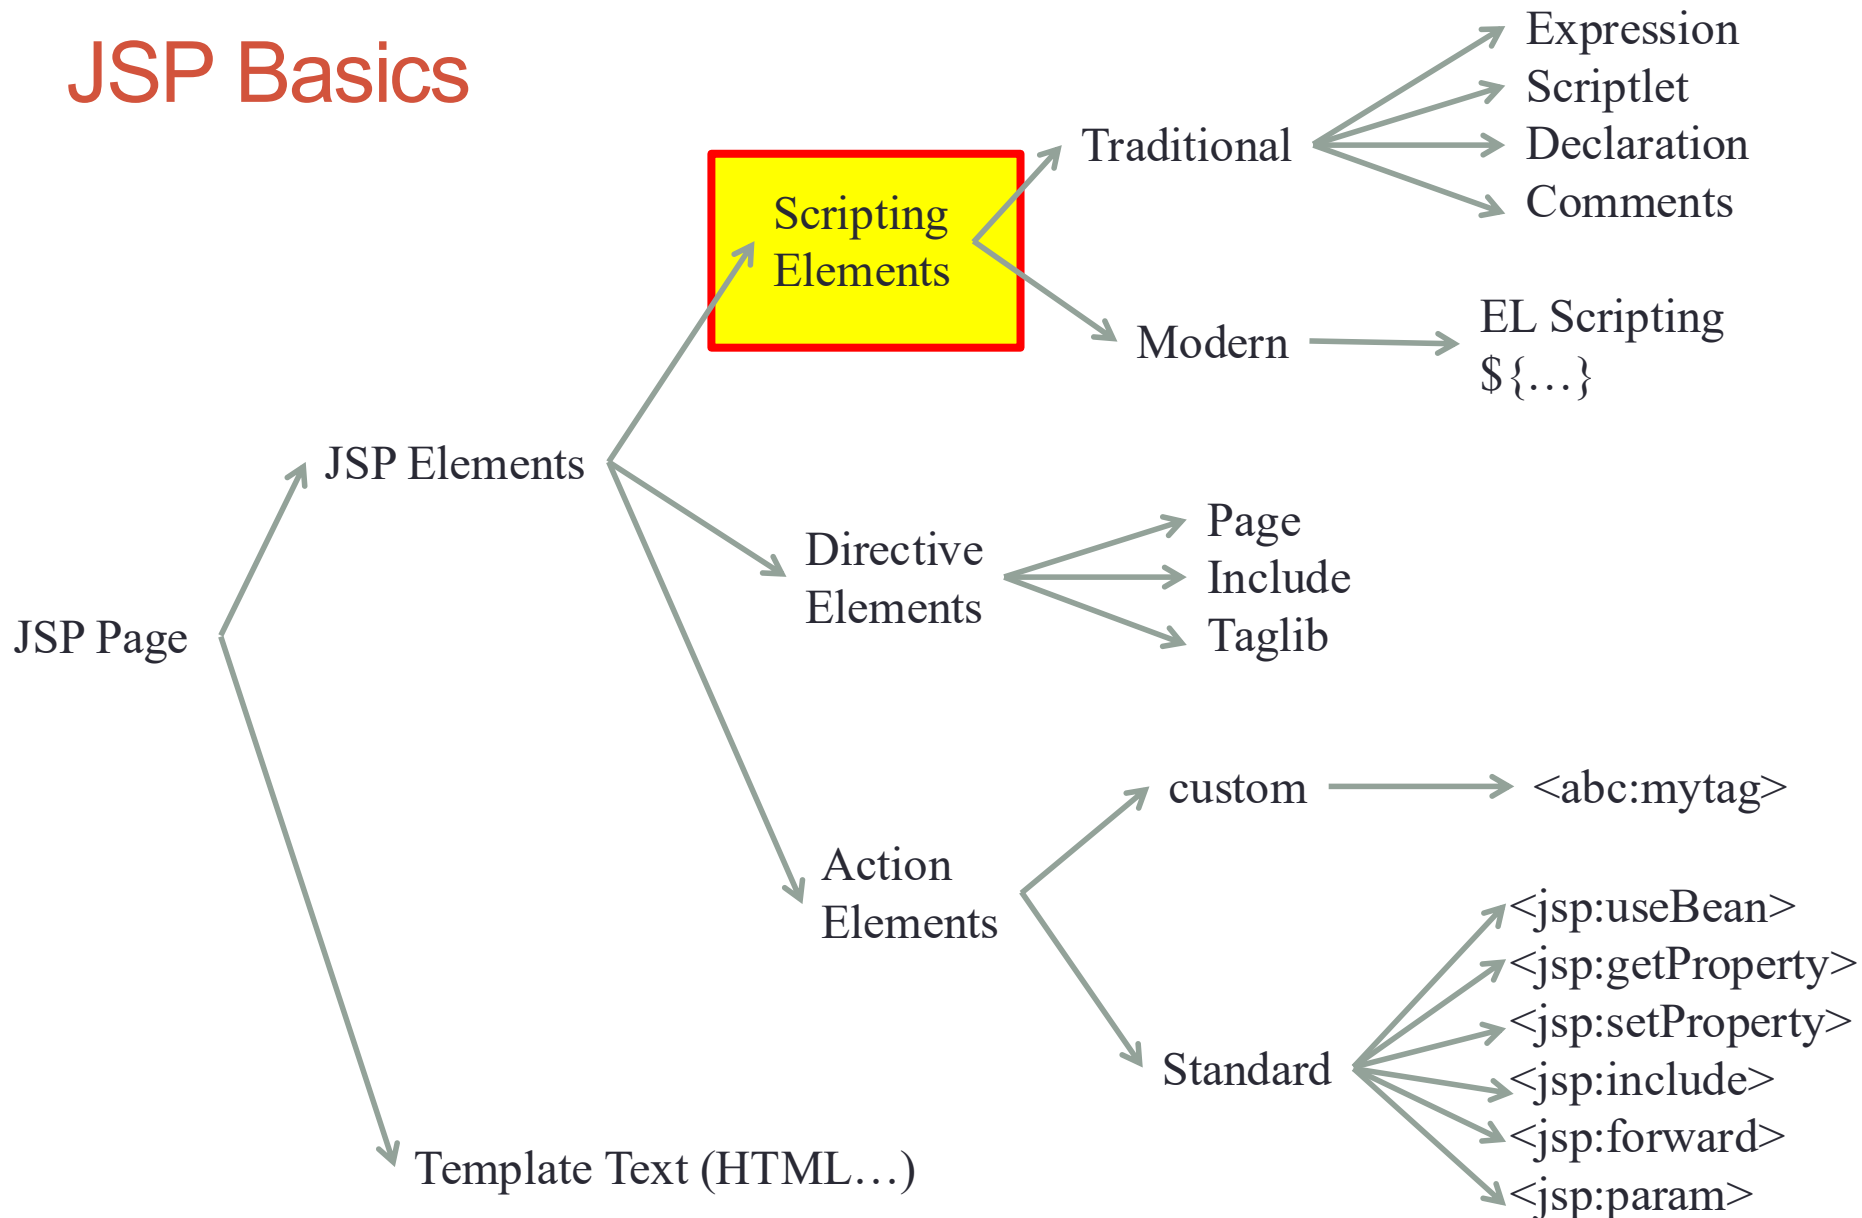 JSP Basics
Expression
Scriptlet
Declaration
Comments
Traditional
Scripting
Elements
Modern
EL Scripting
${…}
JSP Elements
Directive
Elements
Page
Include
Taglib
JSP Page
custom
<abc:mytag>
Action
Elements
Standard
<jsp:useBean>
<jsp:getProperty>
<jsp:setProperty>
<jsp:include>
<jsp:forward>
<jsp:param>
Template Text (HTML…)